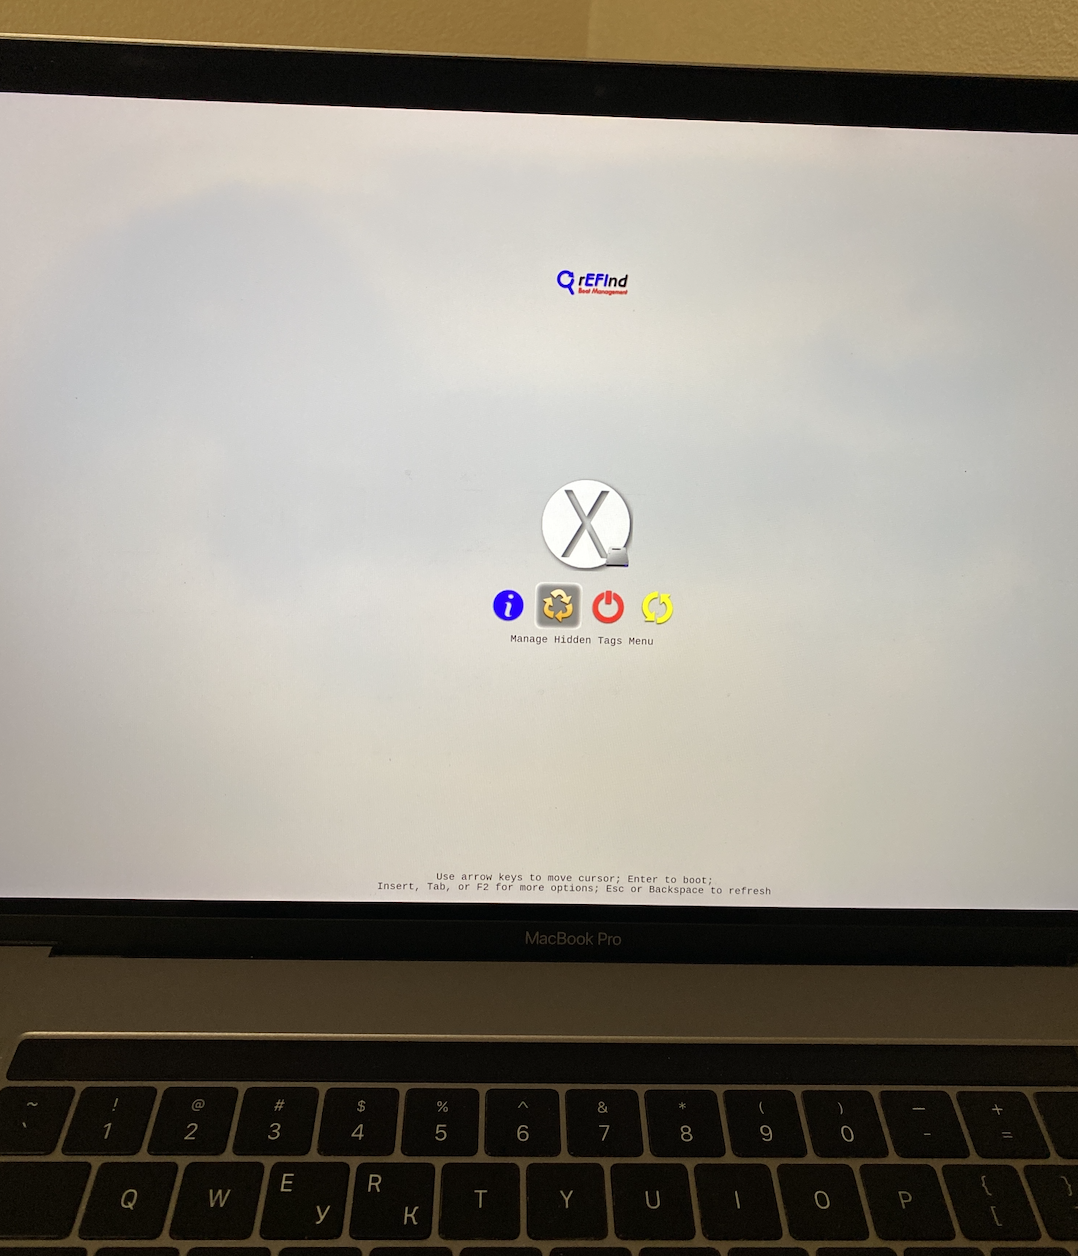 rEFInd
Boot Management
X
i
Manage Hidden Tags Menu
Use arrow keys to move cursor; Enter to boot;
Insert, Tab, or F2 for more options; Esc or Backspace to refresh
MacBook Pro
~ ! @ # $ % ^ & * ( ) — +
` 1 2 3 4 5 6 7 8 9 0 - =
Q W E У R К T Y U I O P { [ }